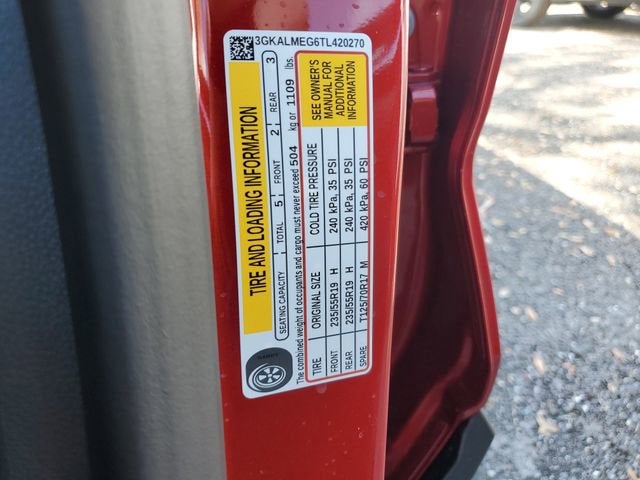 3GKALMEG6TL420270
TIRE AND LOADING INFORMATION
SEATING CAPACITY TOTAL 5 FRONT 2 REAR 3
The combined weight of occupants and cargo must never exceed 504 kg or 1109 lbs.
TIRE ORIGINAL SIZE COLD TIRE PRESSURE
FRONT 235/55R19 H 240 kPa, 35 PSI
REAR 235/55R19 H 240 kPa, 35 PSI
SPARE T125/70R17 M 420 kPa, 60 PSI
SEE OWNER'S
MANUAL FOR
ADDITIONAL
INFORMATION